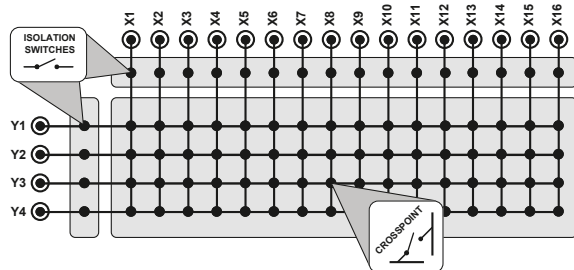 X1 X2 X3 X4 X5 X6 X7 X8 X9 X10 X11 X12 X13 X14 X15 X16
ISOLATION
SWITCHES
Y1
Y2
Y3
Y4
CROSSPOINT